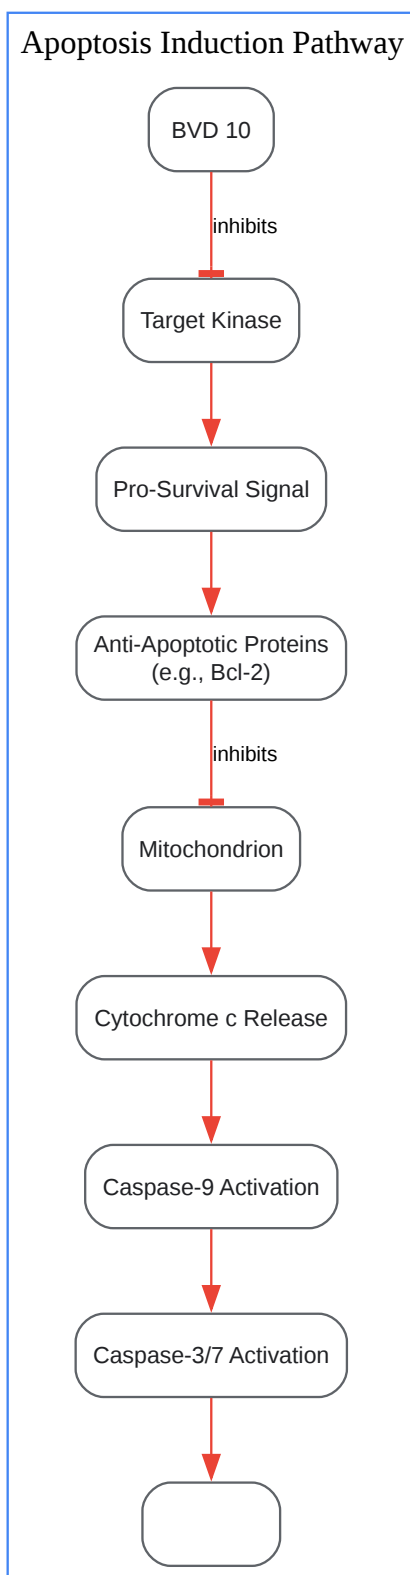 Apoptosis Induction Pathway
BVD 10
inhibits
Target Kinase
Pro-Survival Signal
Anti-Apoptotic Proteins
(e.g., Bcl-2)
inhibits
Mitochondrion
Cytochrome c Release
Caspase-9 Activation
Caspase-3/7 Activation